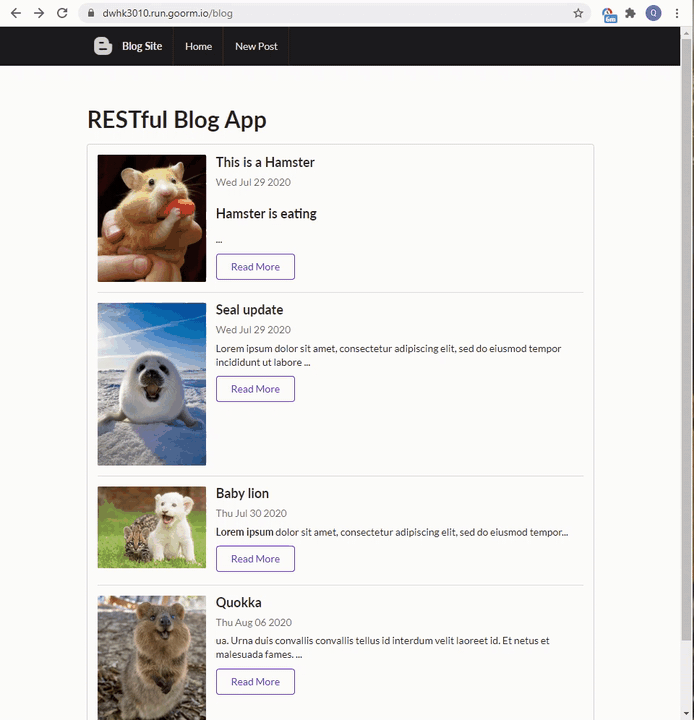 dwhk3010.run.goorm.io/blog
6m
Q
Blog Site
Home
New Post
RESTful Blog App
This is a Hamster
Wed Jul 29 2020
Hamster is eating
...
Read More
Seal update
Wed Jul 29 2020
Lorem ipsum dolor sit amet, consectetur adipiscing elit, sed do eiusmod tempor
incididunt ut labore ...
Read More
Baby lion
Thu Jul 30 2020
Lorem ipsum dolor sit amet, consectetur adipiscing elit, sed do eiusmod tempor...
Read More
Quokka
Thu Aug 06 2020
ua. Urna duis convallis convallis tellus id interdum velit laoreet id. Et netus et
malesuada fames. ...
Read More